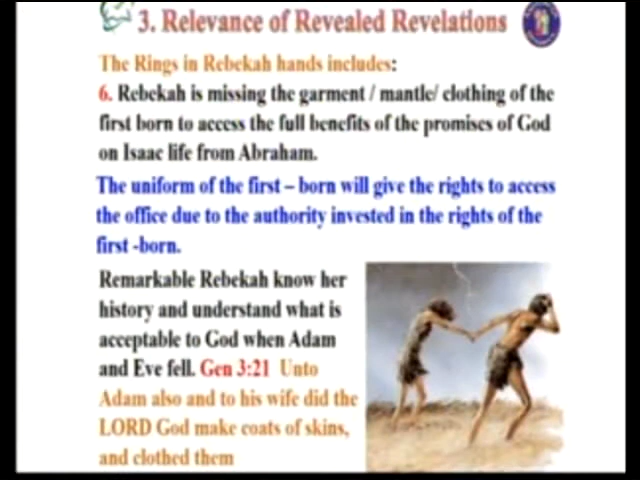 3. Relevance of Revealed Revelations
The Rings in Rebekah hands includes:
6. Rebekah is missing the garment / mantle/ clothing of the
first born to access the full benefits of the promises of God
on Isaac life from Abraham.
The uniform of the first – born will give the rights to access
the office due to the authority invested in the rights of the
first -born.
Remarkable Rebekah know her
history and understand what is
acceptable to God when Adam
and Eve fell. Gen 3:21 Unto
Adam also and to his wife did the
LORD God make coats of skins,
and clothed them